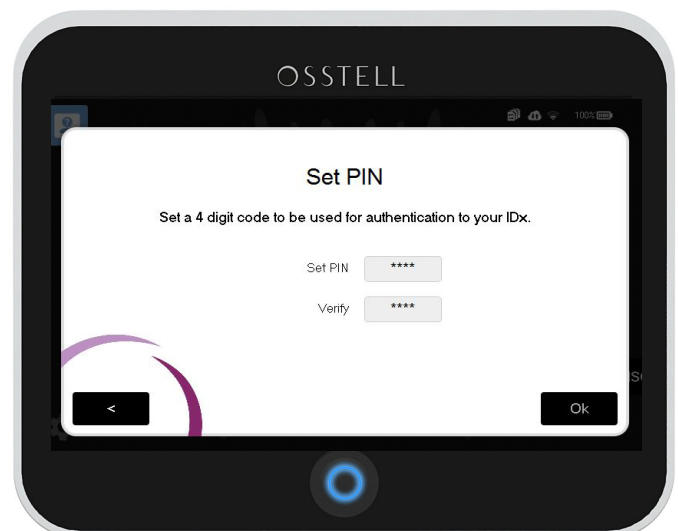 OSSTELL
100%
Set PIN
Set a 4 digit code to be used for authentication to your IDx.
Set PIN ****
Verify ****
< Ok